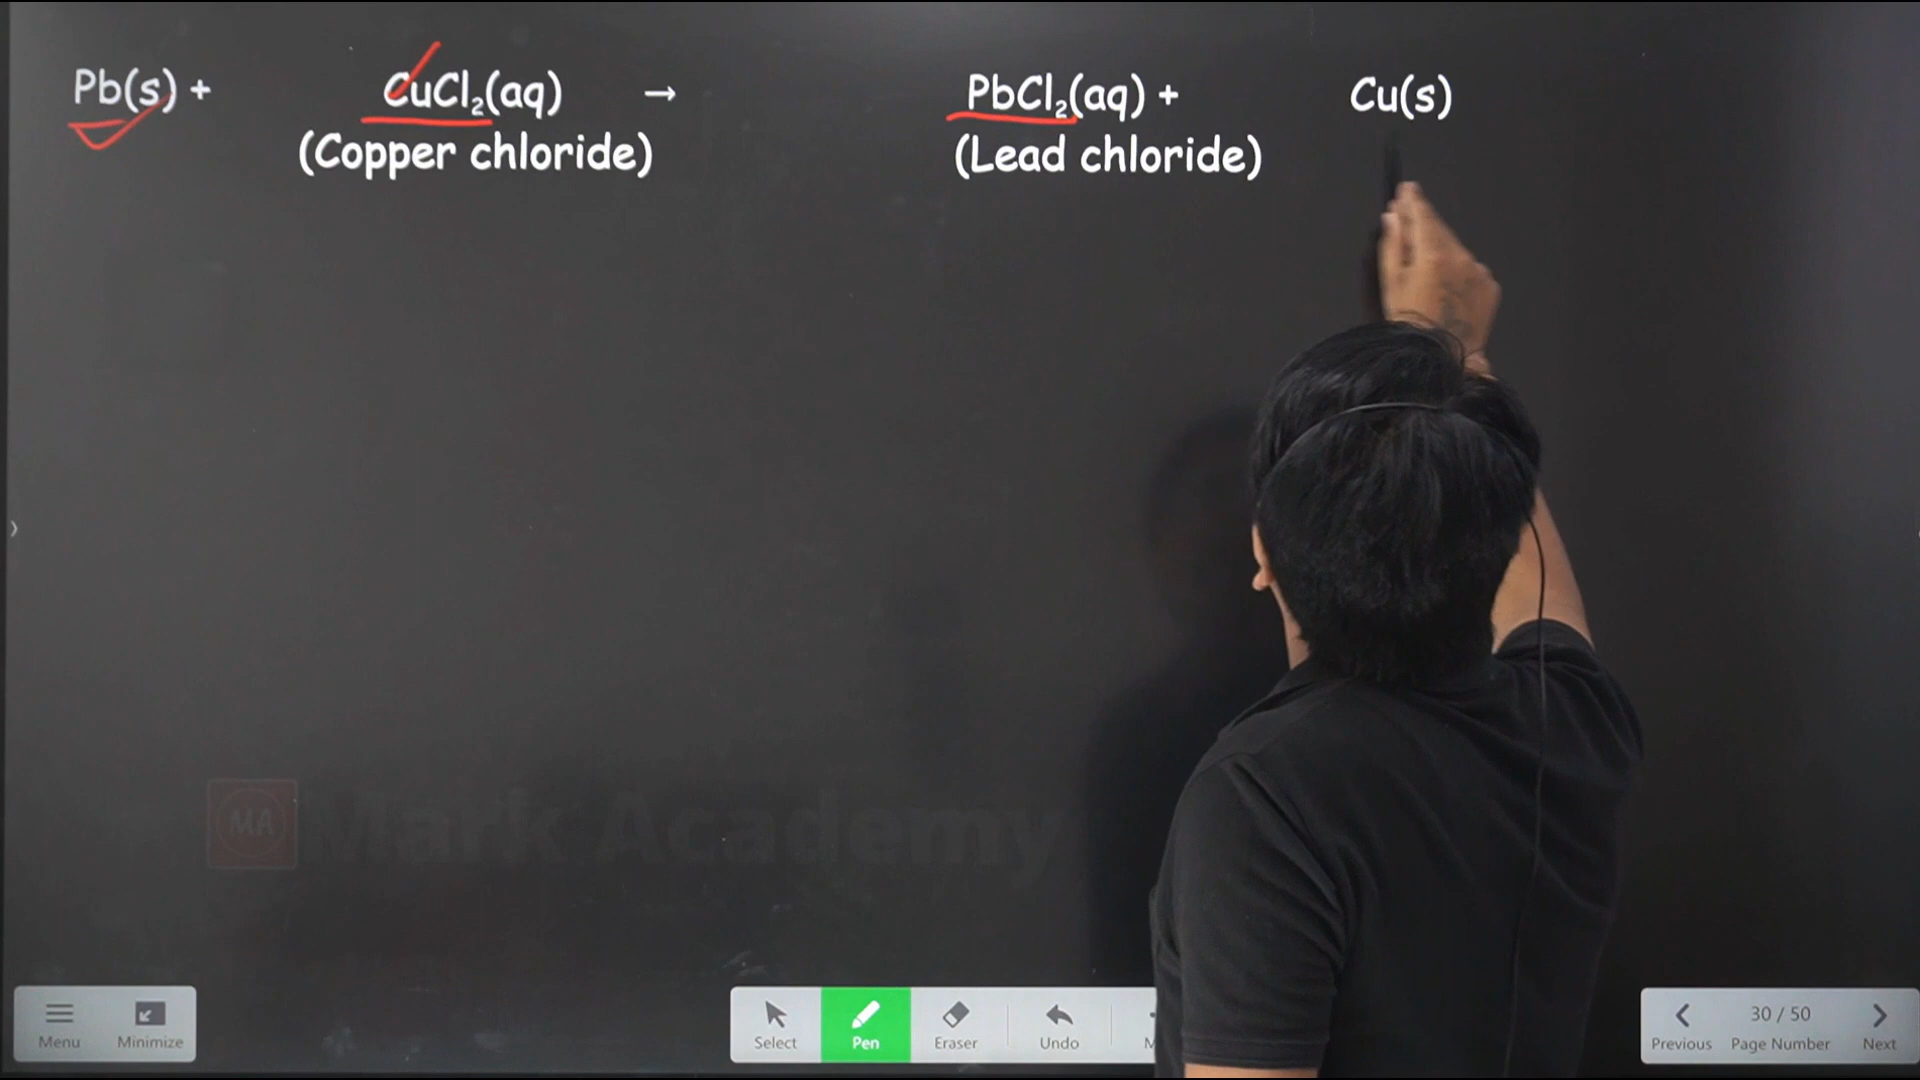 Pb(s) + CuCl₂(aq) → PbCl₂(aq) + Cu(s)
(Copper chloride) (Lead chloride)
MA Mark Academy
Menu Minimize Select Pen Eraser Undo Previous 30 / 50 Page Number Next